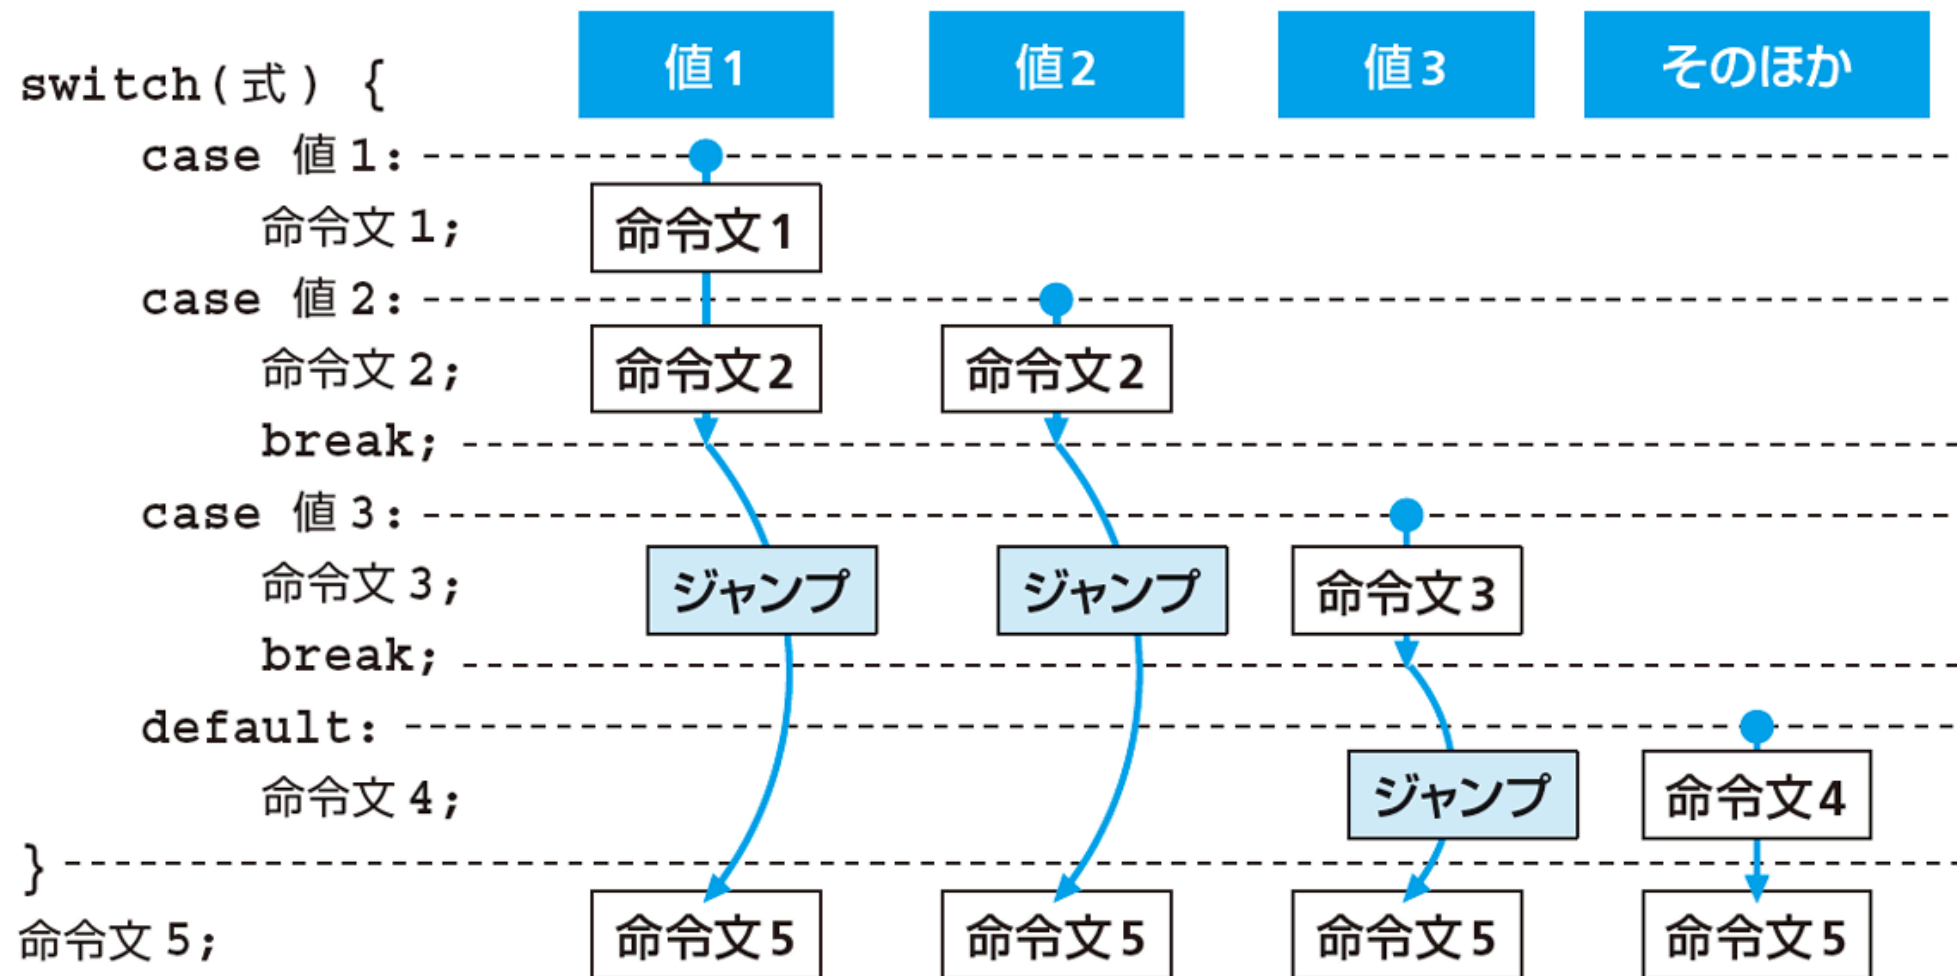 値1 値2 値3 そのほか
switch(式) {
case 値1:
命令文1; 命令文1
case 値2:
命令文2; 命令文2 命令文2
break;
case 値3:
命令文3; ジャンプ ジャンプ 命令文3
break;
default:
命令文4; ジャンプ 命令文4
}
命令文5; 命令文5 命令文5 命令文5 命令文5